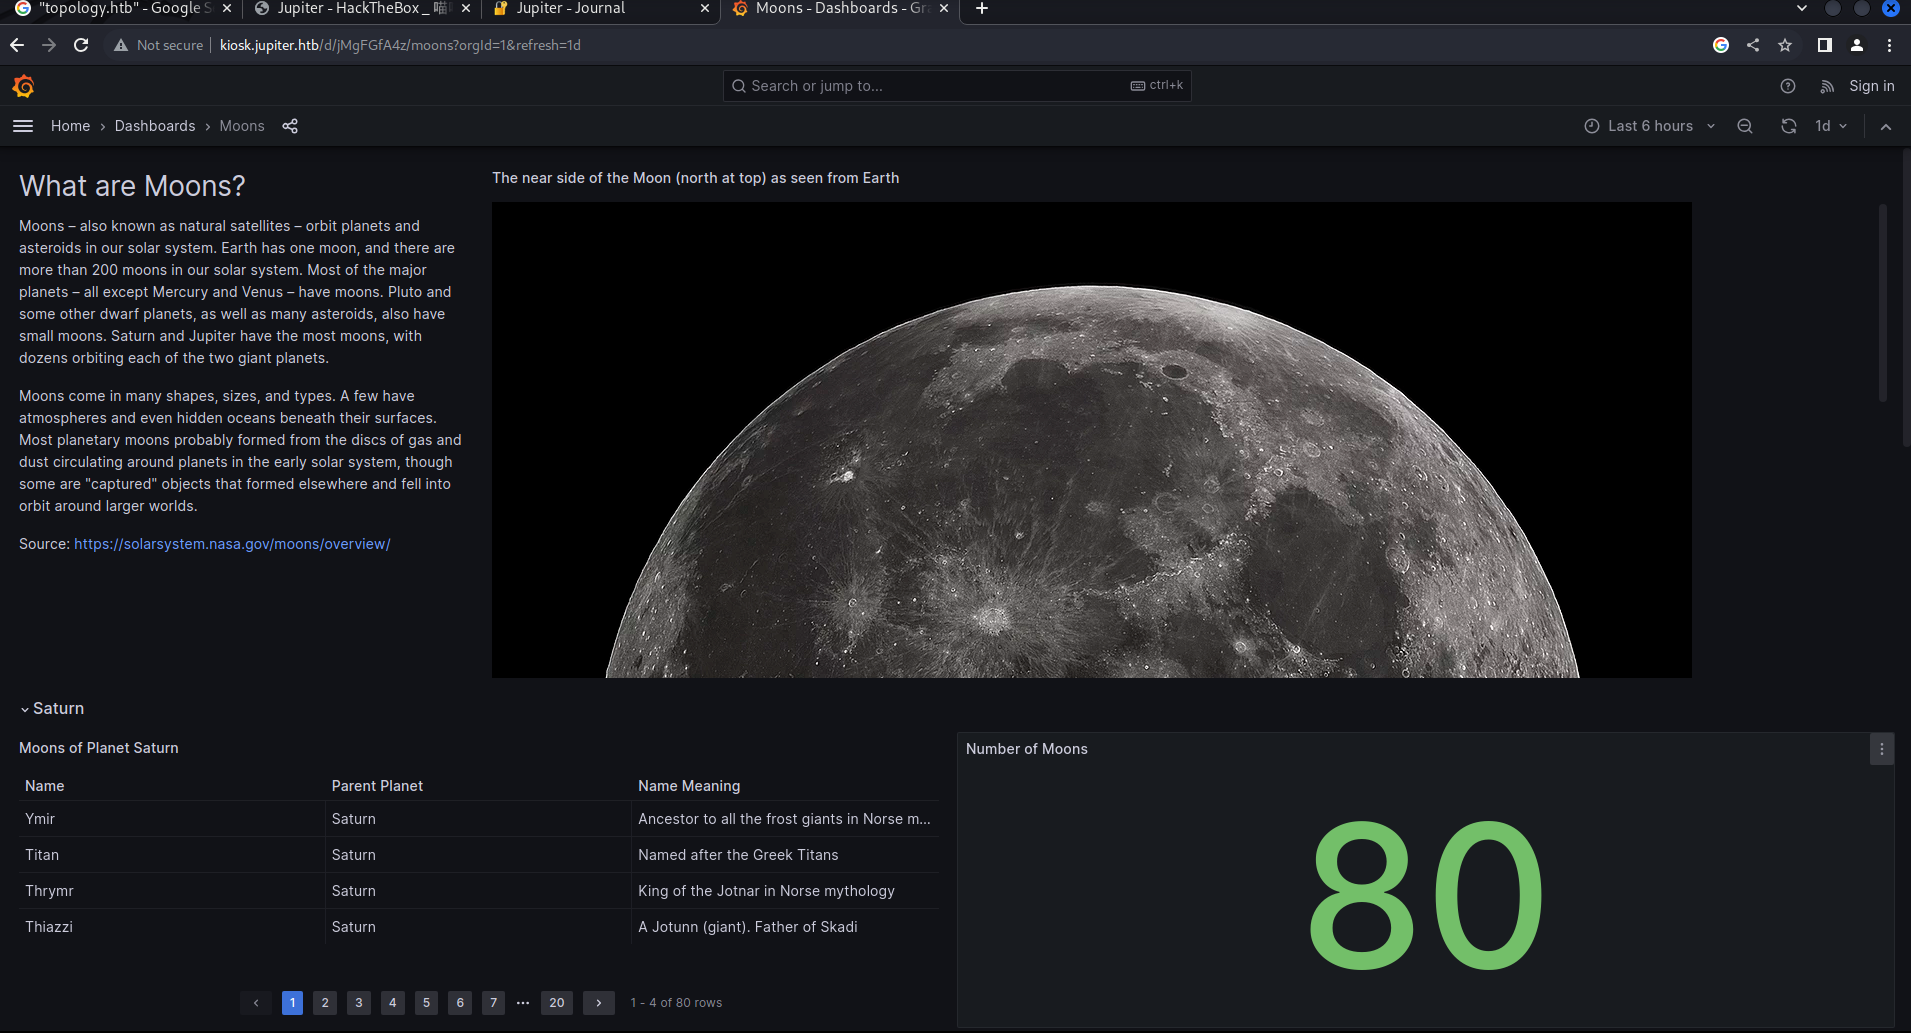 "topology.htb" - Google S
Jupiter - HackTheBox _
Jupiter - Journal
Moons - Dashboards - Gra
Not secure
kiosk.jupiter.htb/d/jMgFGfA4z/moons?orgId=1&refresh=1d
Search or jump to...
ctrl+k
Sign in
Home › Dashboards › Moons
Last 6 hours
1d
What are Moons?
Moons – also known as natural satellites – orbit planets and
asteroids in our solar system. Earth has one moon, and there are
more than 200 moons in our solar system. Most of the major
planets – all except Mercury and Venus – have moons. Pluto and
some other dwarf planets, as well as many asteroids, also have
small moons. Saturn and Jupiter have the most moons, with
dozens orbiting each of the two giant planets.
Moons come in many shapes, sizes, and types. A few have
atmospheres and even hidden oceans beneath their surfaces.
Most planetary moons probably formed from the discs of gas and
dust circulating around planets in the early solar system, though
some are "captured" objects that formed elsewhere and fell into
orbit around larger worlds.
Source: https://solarsystem.nasa.gov/moons/overview/
The near side of the Moon (north at top) as seen from Earth
Saturn
Moons of Planet Saturn
Name Parent Planet Name Meaning
Ymir Saturn Ancestor to all the frost giants in Norse m...
Titan Saturn Named after the Greek Titans
Thrymr Saturn King of the Jotnar in Norse mythology
Thiazzi Saturn A Jotunn (giant). Father of Skadi
‹ 1 2 3 4 5 6 7 ... 20 › 1 - 4 of 80 rows
Number of Moons
80